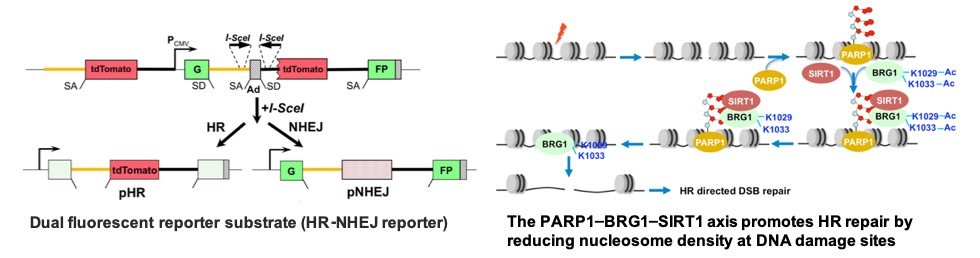 P CMV
I-SceI I-SceI
tdTomato G tdTomato FP
SA SD SA Ad SD SA
+I-SceI
HR NHEJ
tdTomato G FP
pHR pNHEJ
Dual fluorescent reporter substrate (HR-NHEJ reporter)
PARP1
PARP1
SIRT1 BRG1 K1029 Ac
K1033 Ac
SIRT1
BRG1 K1029 Ac
K1033 Ac
PARP1
SIRT1
BRG1 K1029
K1033
PARP1
BRG1 K1029
K1033
HR directed DSB repair
The PARP1–BRG1–SIRT1 axis promotes HR repair by
reducing nucleosome density at DNA damage sites